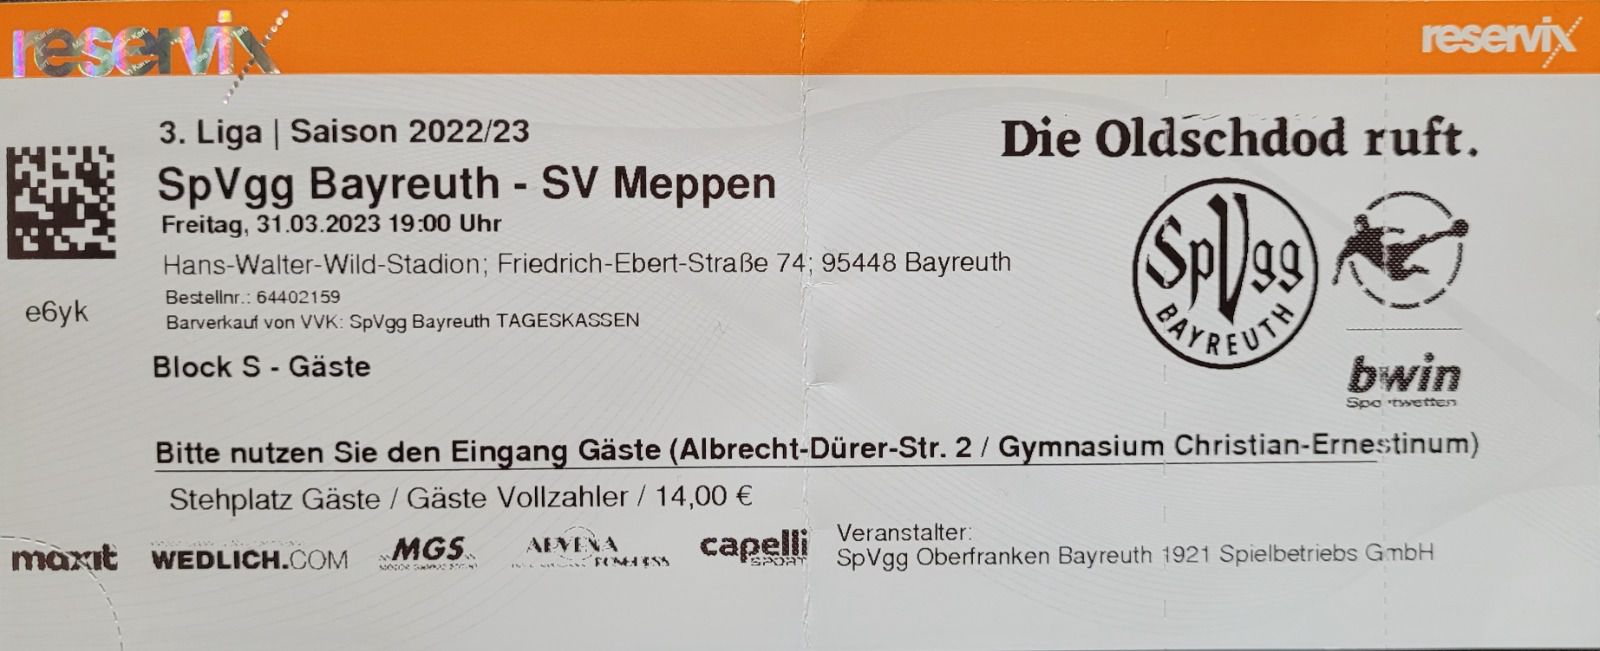 reservix
reservix
3. Liga | Saison 2022/23
SpVgg Bayreuth - SV Meppen
Freitag, 31.03.2023 19:00 Uhr
Hans-Walter-Wild-Stadion; Friedrich-Ebert-Straße 74; 95448 Bayreuth
Bestellnr.: 64402159
Barverkauf von VVK: SpVgg Bayreuth TAGESKASSEN
e6yk
Block S - Gäste
Die Oldschdod ruft.
SpVgg
BAYREUTH
bwin
Sportwetten
Bitte nutzen Sie den Eingang Gäste (Albrecht-Dürer-Str. 2 / Gymnasium Christian-Ernestinum)
Stehplatz Gäste / Gäste Vollzahler / 14,00 €
maxit
WEDLICH.COM
MGS
ARVENA
KONGRESS
capelli
SPORT
Veranstalter:
SpVgg Oberfranken Bayreuth 1921 Spielbetriebs GmbH